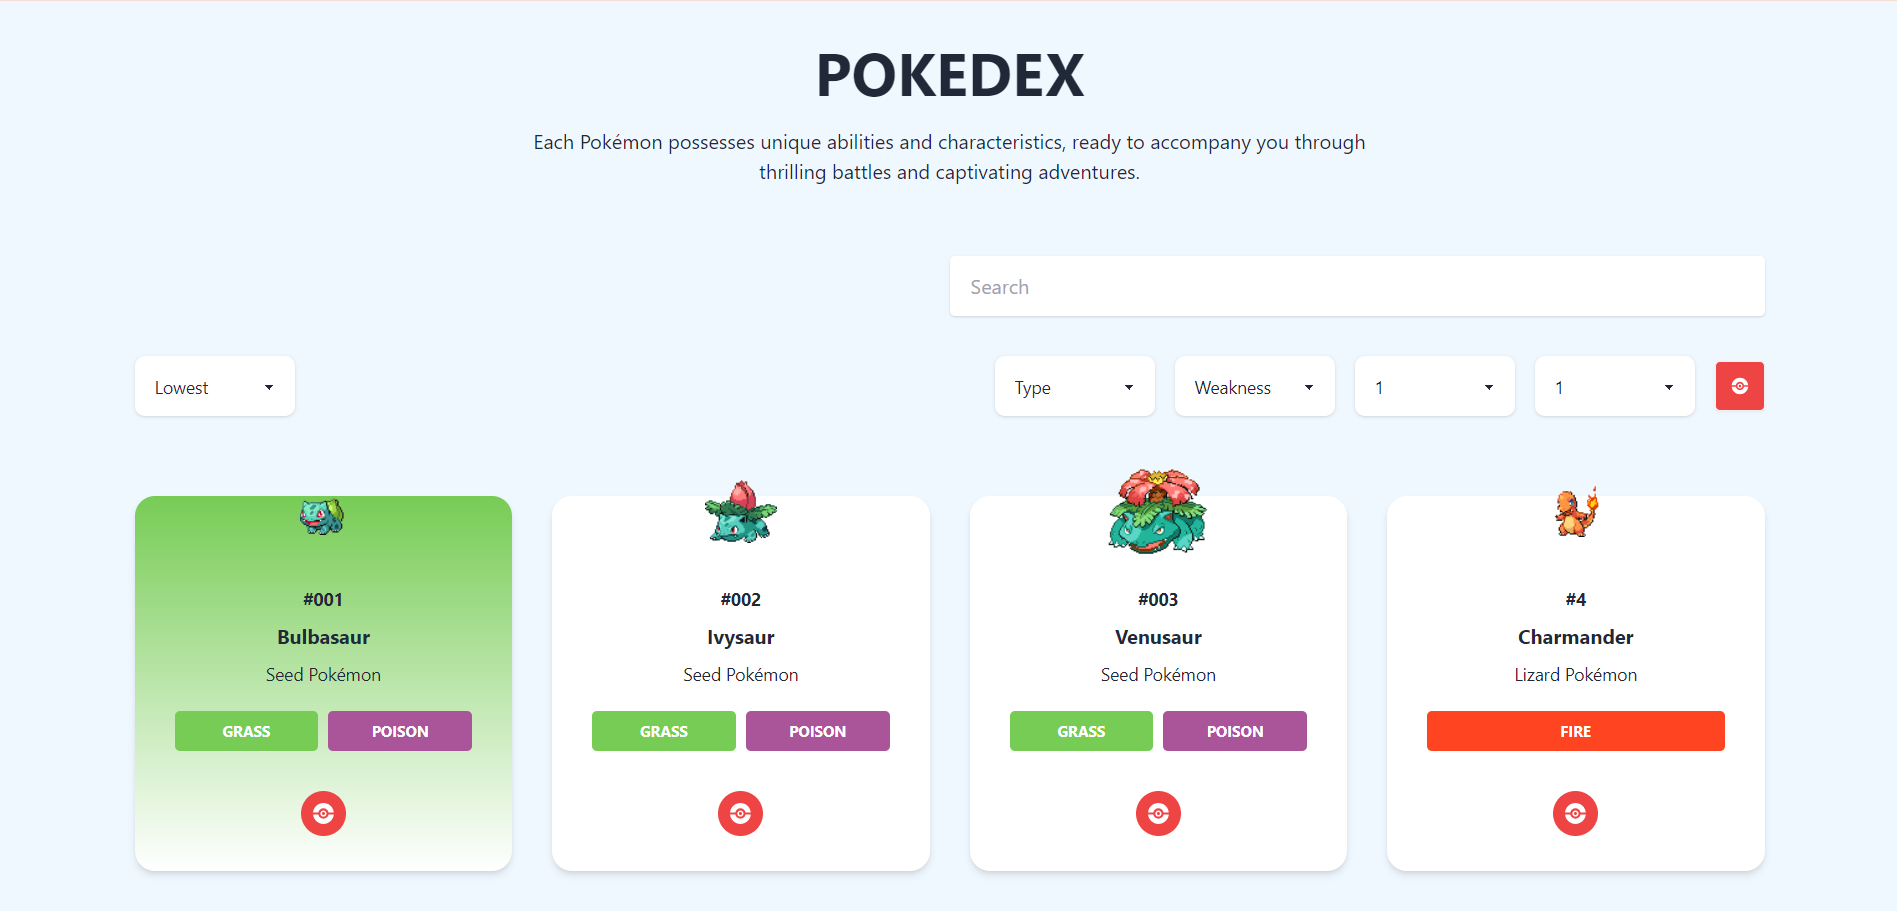 POKEDEX
Each Pokémon possesses unique abilities and characteristics, ready to accompany you through
thrilling battles and captivating adventures.
Search
Lowest
Type
Weakness
1
1
#001
Bulbasaur
Seed Pokémon
GRASS POISON
#002
Ivysaur
Seed Pokémon
GRASS POISON
#003
Venusaur
Seed Pokémon
GRASS POISON
#4
Charmander
Lizard Pokémon
FIRE